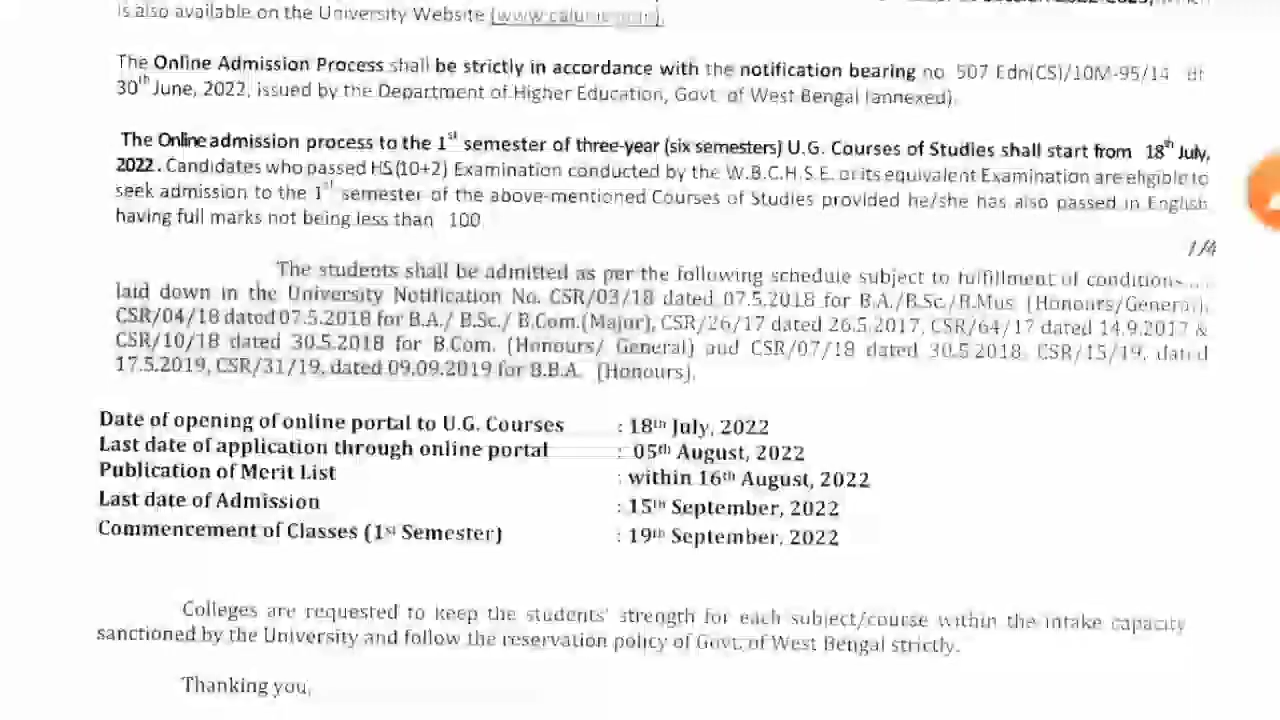 is also available on the University Website
The Online Admission Process shall be strictly in accordance with the notification bearing no 507 Edn(CS)/10M-95/14 dt
30th June, 2022, issued by the Department of Higher Education, Govt of West Bengal (annexed).
The Online admission process to the 1st semester of three-year (six semesters) U.G. Courses of Studies shall start from 18th July,
2022. Candidates who passed HS (10+2) Examination conducted by the W.B.C.H.S.E. or its equivalent Examination are eligible to
seek admission to the 1st semester of the above-mentioned Courses of Studies provided he/she has also passed in English
having full marks not being less than 100
1/4
The students shall be admitted as per the following schedule subject to fulfillment of conditions
laid down in the University Notification No. CSR/03/18 dated 07.5.2018 for B.A./B.Sc./B.Mus (Honours/General),
CSR/04/18 dated 07.5.2018 for B.A./ B.Sc./ B.Com.(Major), CSR/26/17 dated 26.5.2017, CSR/64/17 dated 14.9.2017 &
CSR/10/18 dated 30.5.2018 for B.Com. (Honours/ General) and CSR/07/18 dated 30.5.2018, CSR/15/19, dated
17.5.2019, CSR/31/19, dated 09.09.2019 for B.B.A. (Honours).
Date of opening of online portal to U.G. Courses : 18th July, 2022
Last date of application through online portal : 05th August, 2022
Publication of Merit List : within 16th August, 2022
Last date of Admission : 15th September, 2022
Commencement of Classes (1st Semester) : 19th September, 2022
Colleges are requested to keep the students' strength for each subject/course within the intake capacity
sanctioned by the University and follow the reservation policy of Govt. of West Bengal strictly.
Thanking you,